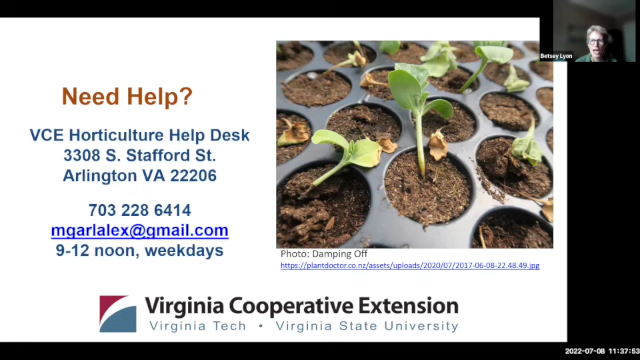 Need Help?
VCE Horticulture Help Desk
3308 S. Stafford St.
Arlington VA 22206
703 228 6414
mgarlalex@gmail.com
9-12 noon, weekdays
Photo: Damping Off
https://plantdoctor.co.nz/assets/uploads/2020/07/2017-06-08-22.48.49.jpg
Virginia Cooperative Extension
Virginia Tech • Virginia State University
Betsey Lyon
2022-07-08 11:37:53